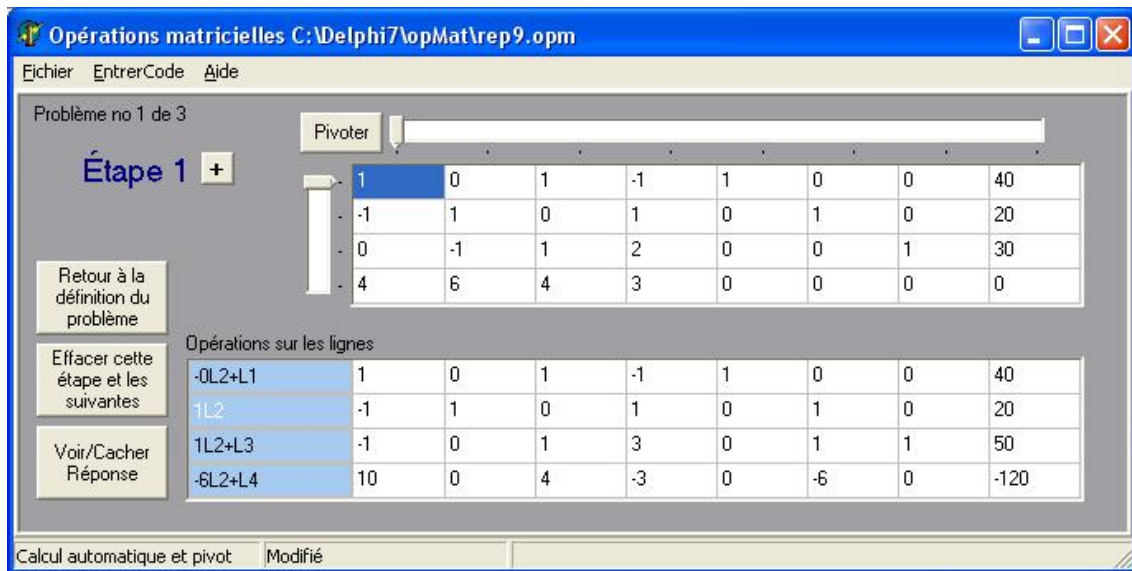 Opérations matricielles C:\Delphi7\opMat\rep9.opm
Fichier EntrerCode Aide
Problème no 1 de 3
Pivoter
Étape 1 +
1 0 1 -1 1 0 0 40
-1 1 0 1 0 1 0 20
0 -1 1 2 0 0 1 30
4 6 4 3 0 0 0 0
Retour à la
définition du
problème
Effacer cette
étape et les
suivantes
Voir/Cacher
Réponse
Opérations sur les lignes
-0L2+L1 1 0 1 -1 1 0 0 40
1L2 -1 1 0 1 0 1 0 20
1L2+L3 -1 0 1 3 0 1 1 50
-6L2+L4 10 0 4 -3 0 -6 0 -120
Calcul automatique et pivot Modifié